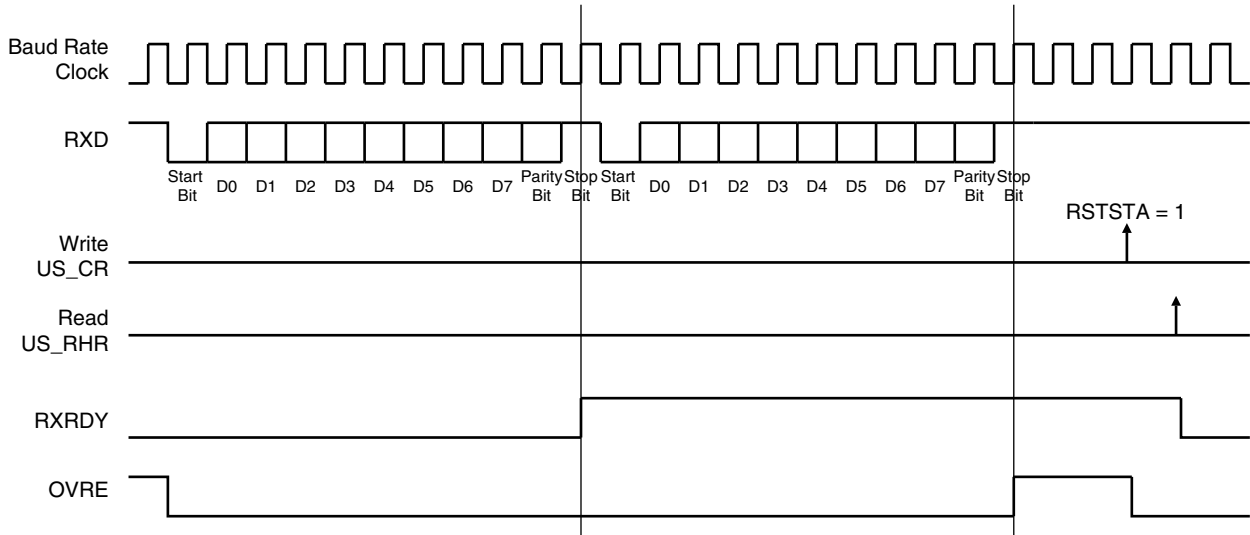 Baud Rate
Clock
RXD
Start
Bit
D0
D1
D2
D3
D4
D5
D6
D7
Parity
Bit
Stop
Bit
Start
Bit
D0
D1
D2
D3
D4
D5
D6
D7
Parity
Bit
Stop
Bit
RSTSTA = 1
Write
US_CR
Read
US_RHR
RXRDY
OVRE